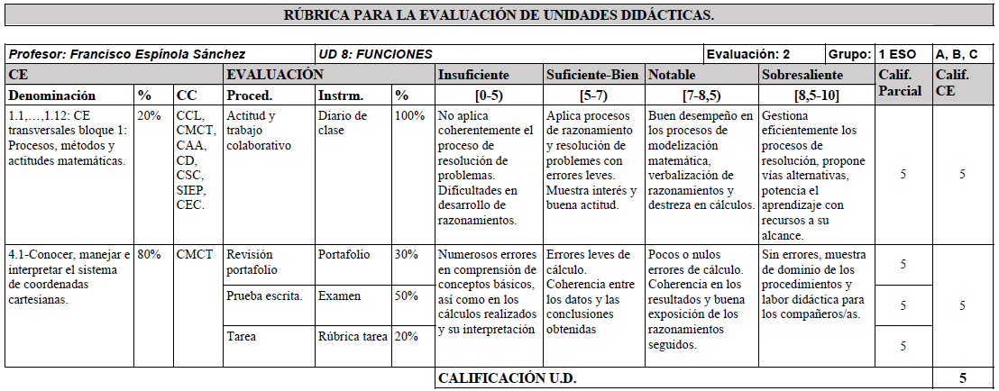 RÚBRICA PARA LA EVALUACIÓN DE UNIDADES DIDÁCTICAS.
Profesor: Francisco Espínola Sánchez UD 8: FUNCIONES Evaluación: 2 Grupo: 1 ESO A, B, C
CE EVALUACIÓN Insuficiente Suficiente-Bien Notable Sobresaliente Calif. Parcial Calif. CE
Denominación % CC Proced. Instrm. % [0-5) [5-7) [7-8,5) [8,5-10]
1.1,…,1.12: CE
transversales bloque 1:
Procesos, métodos y
actitudes matemáticas.
20%
CCL,
CMCT,
CAA,
CD,
CSC,
SIEP,
CEC.
Actitud y
trabajo
colaborativo
Diario de
clase
100%
No aplica
coherentemente el
proceso de
resolución de
problemas.
Dificultades en
desarrollo de
razonamientos.
Aplica procesos
de razonamiento
y resolución de
problemes con
errores leves.
Muestra interés y
buena actitud.
Buen desempeño en
los procesos de
modelización
matemática,
verbalización de
razonamientos y
destreza en cálculos.
Gestiona
eficientemente los
procesos de
resolución, propone
vías alternativas,
potencia el
aprendizaje con
recursos a su
alcance.
5
5
4.1-Conocer, manejar e
interpretar el sistema
de coordenadas
cartesianas.
80%
CMCT
Revisión
portafolio
Portafolio
30%
Numerosos errores
en comprensión de
conceptos básicos,
así como en los
cálculos realizados
y su interpretación
Errores leves de
cálculo.
Coherencia entre
los datos y las
conclusiones
obtenidas
Pocos o nulos
errores de cálculo.
Coherencia en los
resultados y buena
exposición de los
razonamientos
seguidos.
Sin errores, muestra
de dominio de los
procedimientos y
labor didáctica para
los compañeros/as.
5
5
Prueba escrita. Examen 50% 5
Tarea Rúbrica tarea 20% 5
CALIFICACIÓN U.D. 5